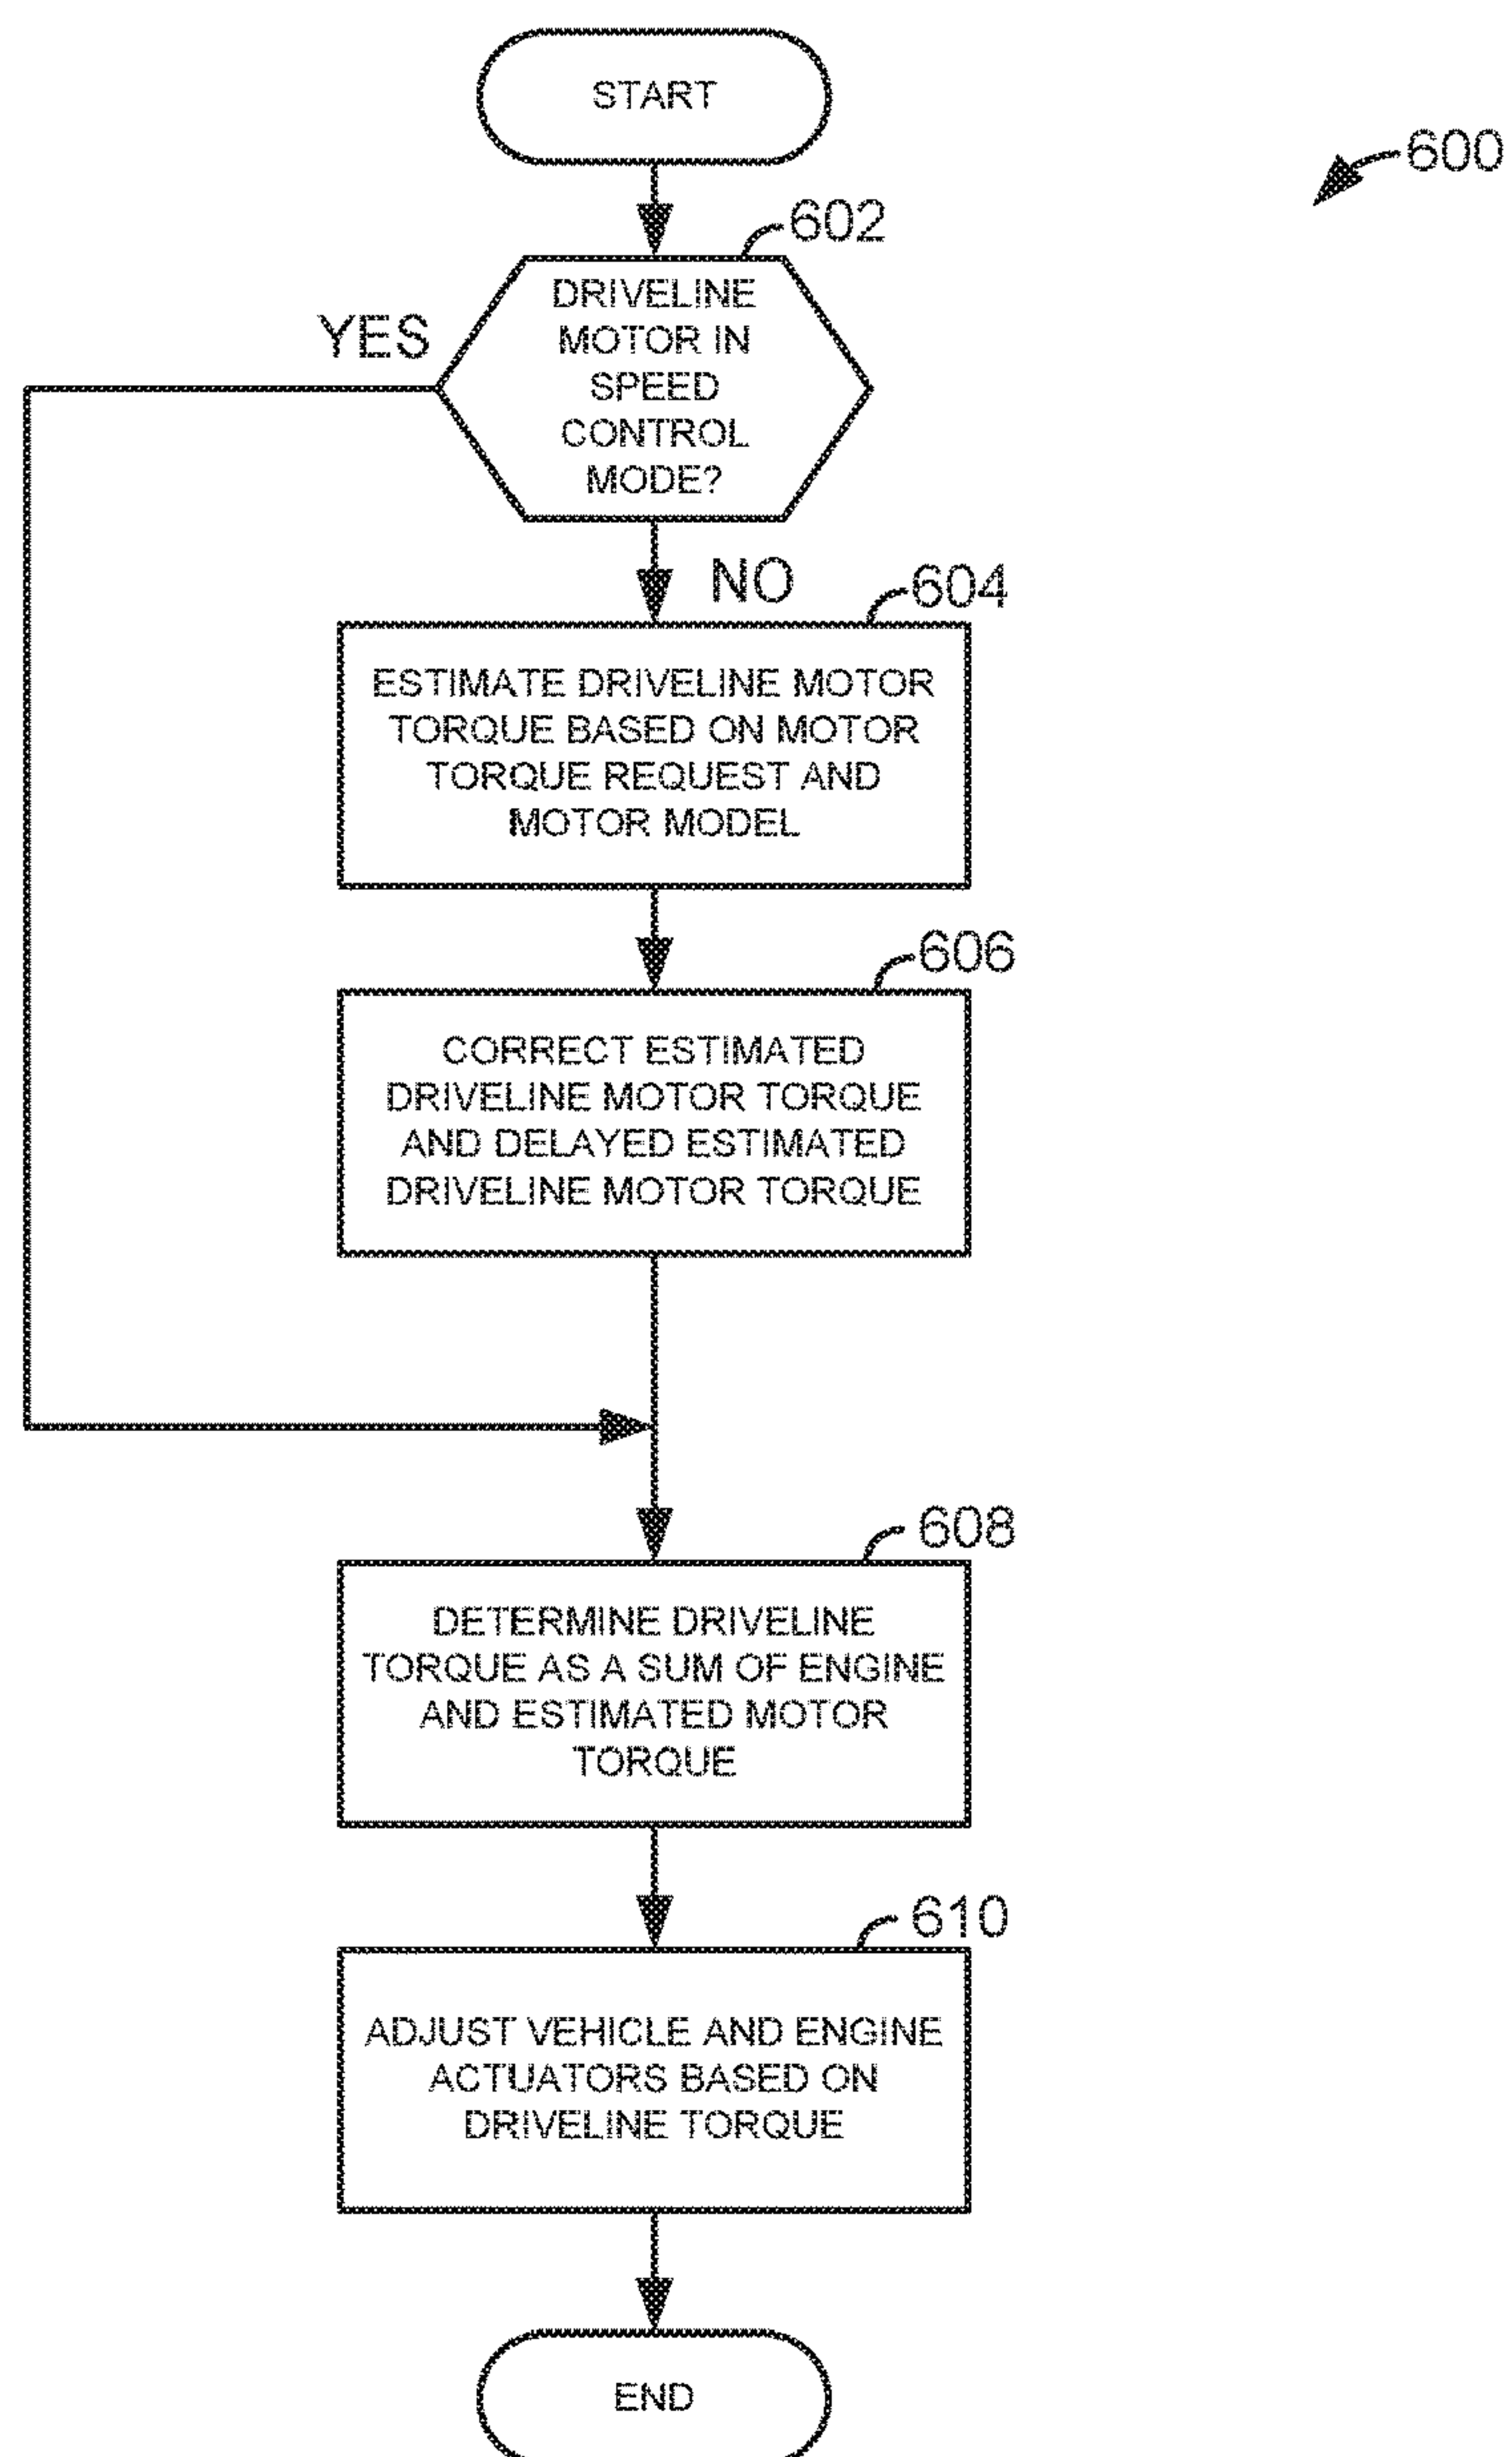 START
600
602
DRIVELINE
MOTOR IN
SPEED
CONTROL
MODE?
YES
NO
604
ESTIMATE DRIVELINE MOTOR
TORQUE BASED ON MOTOR
TORQUE REQUEST AND
MOTOR MODEL
606
CORRECT ESTIMATED
DRIVELINE MOTOR TORQUE
AND DELAYED ESTIMATED
DRIVELINE MOTOR TORQUE
608
DETERMINE DRIVELINE
TORQUE AS A SUM OF ENGINE
AND ESTIMATED MOTOR
TORQUE
610
ADJUST VEHICLE AND ENGINE
ACTUATORS BASED ON
DRIVELINE TORQUE
END